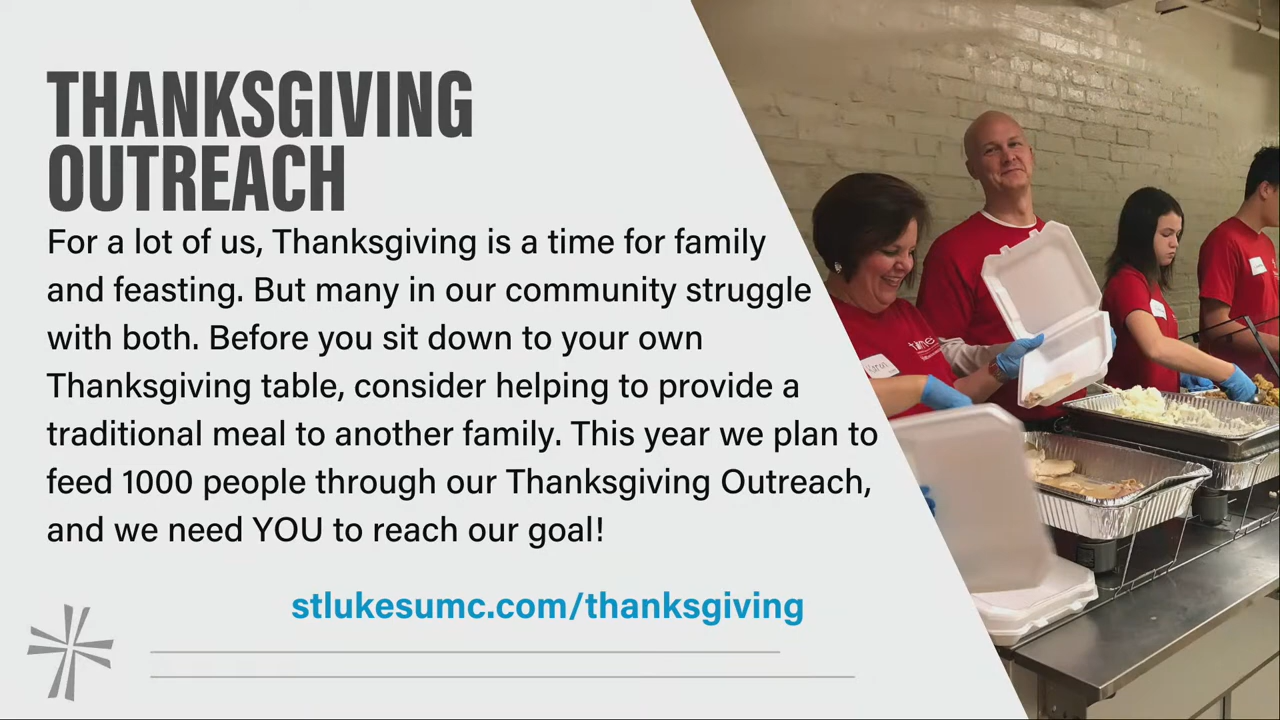 THANKSGIVING
OUTREACH
For a lot of us, Thanksgiving is a time for family
and feasting. But many in our community struggle
with both. Before you sit down to your own
Thanksgiving table, consider helping to provide a
traditional meal to another family. This year we plan to
feed 1000 people through our Thanksgiving Outreach,
and we need YOU to reach our goal!
stlukesumc.com/thanksgiving